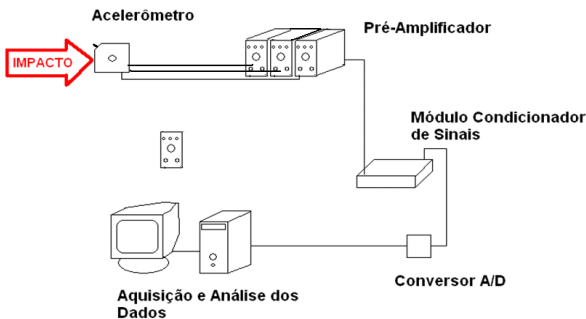 Acelerômetro
Pré-Amplificador
IMPACTO
Módulo Condicionador
de Sinais
Conversor A/D
Aquisição e Análise dos
Dados